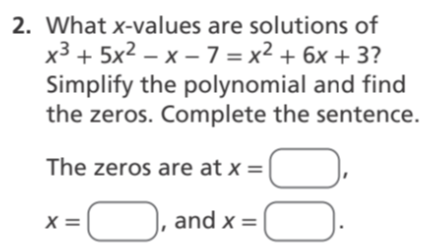 2. What x-values are solutions of
x³ + 5x² – x – 7 = x² + 6x + 3?
Simplify the polynomial and find
the zeros. Complete the sentence.
The zeros are at x = ,
x = , and x = .